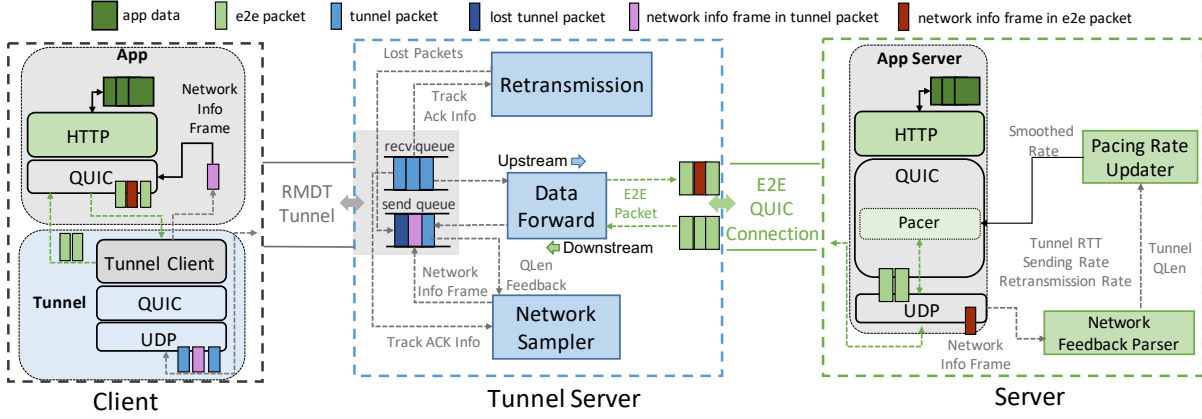 app data
e2e packet
tunnel packet
lost tunnel packet
network info frame in tunnel packet
network info frame in e2e packet
App
HTTP
QUIC
Network
Info
Frame
Tunnel Client
Tunnel
QUIC
UDP
Client
RMDT
Tunnel
Lost Packets
Retransmission
Track
Ack Info
recv queue
send queue
Upstream
Data
Forward
Downstream
E2E
Packet
Network
Info Frame
QLen
Feedback
Track ACK Info
Network
Sampler
Tunnel Server
E2E
QUIC
Connection
App Server
HTTP
QUIC
Pacer
UDP
Smoothed
Rate
Pacing Rate
Updater
Tunnel RTT
Sending Rate
Retransmission Rate
Tunnel
QLen
Network
Info Frame
Network
Feedback Parser
Server